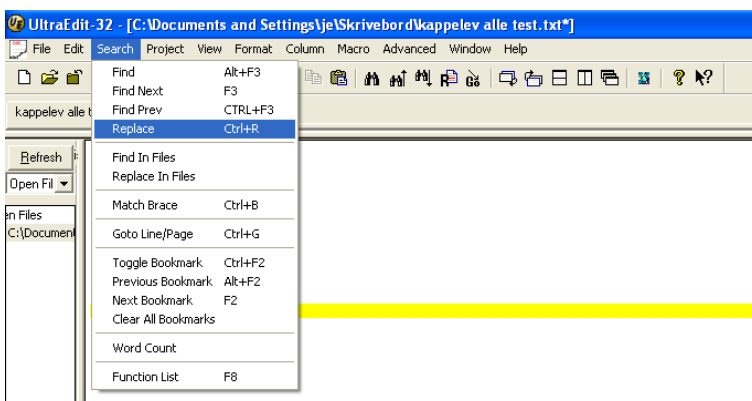 UltraEdit-32 - [C:\Documents and Settings\je\Skrivebord\kappelev alle test.txt*]
File Edit Search Project View Format Column Macro Advanced Window Help
kappelev alle t
Find Alt+F3
Find Next F3
Find Prev CTRL+F3
Replace Ctrl+R
Find In Files
Replace In Files
Match Brace Ctrl+B
Goto Line/Page Ctrl+G
Toggle Bookmark Ctrl+F2
Previous Bookmark Alt+F2
Next Bookmark F2
Clear All Bookmarks
Word Count
Function List F8
Refresh
Open Fil
en Files
C:\Document